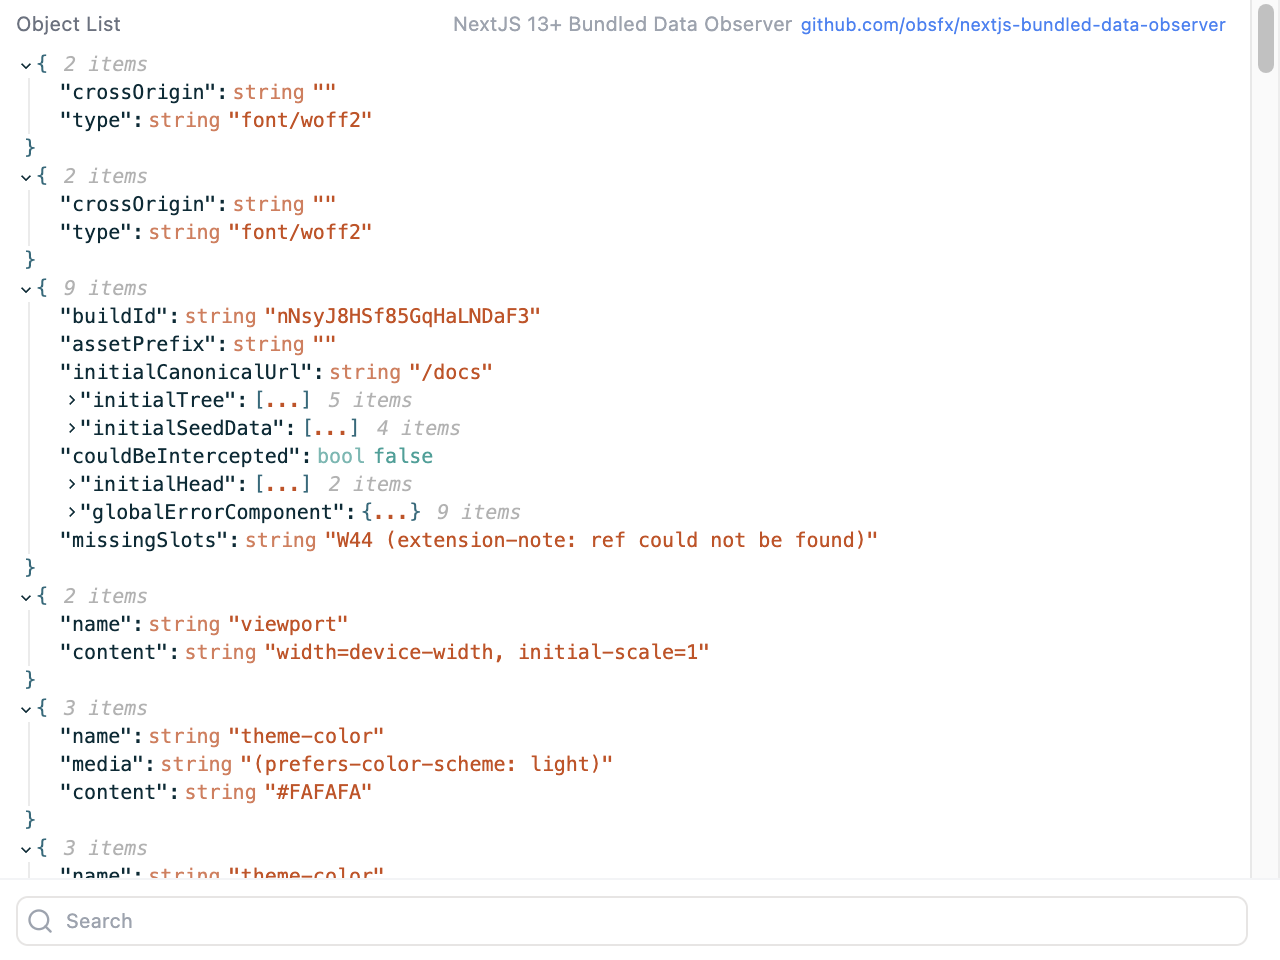 Object List NextJS 13+ Bundled Data Observer github.com/obsfx/nextjs-bundled-data-observer
{ 2 items
"crossOrigin": string ""
"type": string "font/woff2"
}
{ 2 items
"crossOrigin": string ""
"type": string "font/woff2"
}
{ 9 items
"buildId": string "nNsyJ8HSf85GqHaLNDaF3"
"assetPrefix": string ""
"initialCanonicalUrl": string "/docs"
"initialTree": [...] 5 items
"initialSeedData": [...] 4 items
"couldBeIntercepted": bool false
"initialHead": [...] 2 items
"globalErrorComponent": {...} 9 items
"missingSlots": string "W44 (extension-note: ref could not be found)"
}
{ 2 items
"name": string "viewport"
"content": string "width=device-width, initial-scale=1"
}
{ 3 items
"name": string "theme-color"
"media": string "(prefers-color-scheme: light)"
"content": string "#FAFAFA"
}
{ 3 items
"name": string "theme-color"
Search